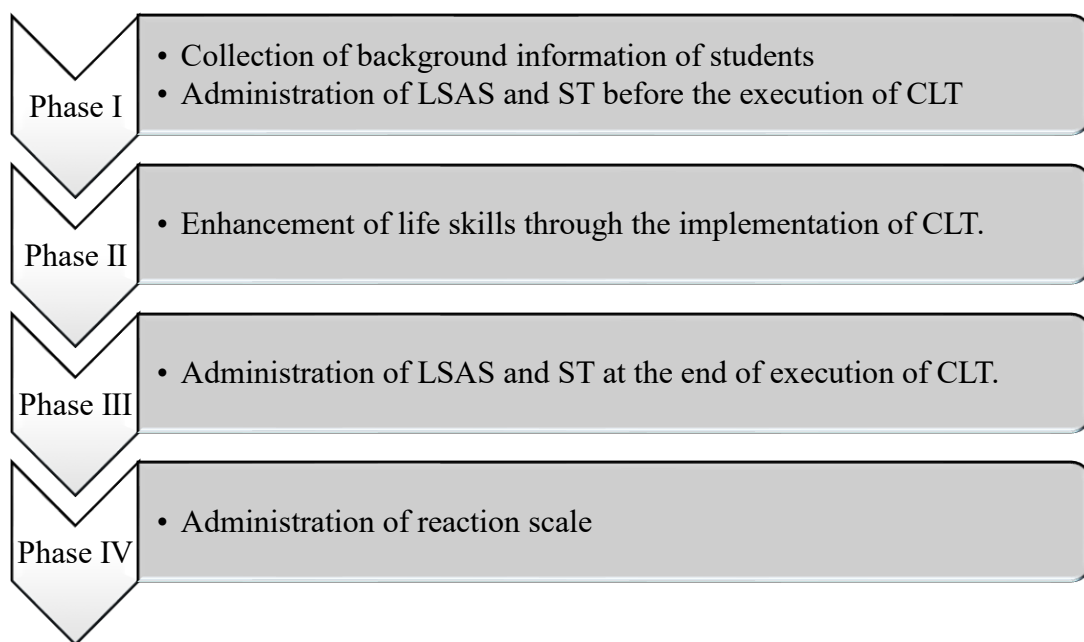 Phase I
• Collection of background information of students
• Administration of LSAS and ST before the execution of CLT
Phase II
• Enhancement of life skills through the implementation of CLT.
Phase III
• Administration of LSAS and ST at the end of execution of CLT.
Phase IV
• Administration of reaction scale